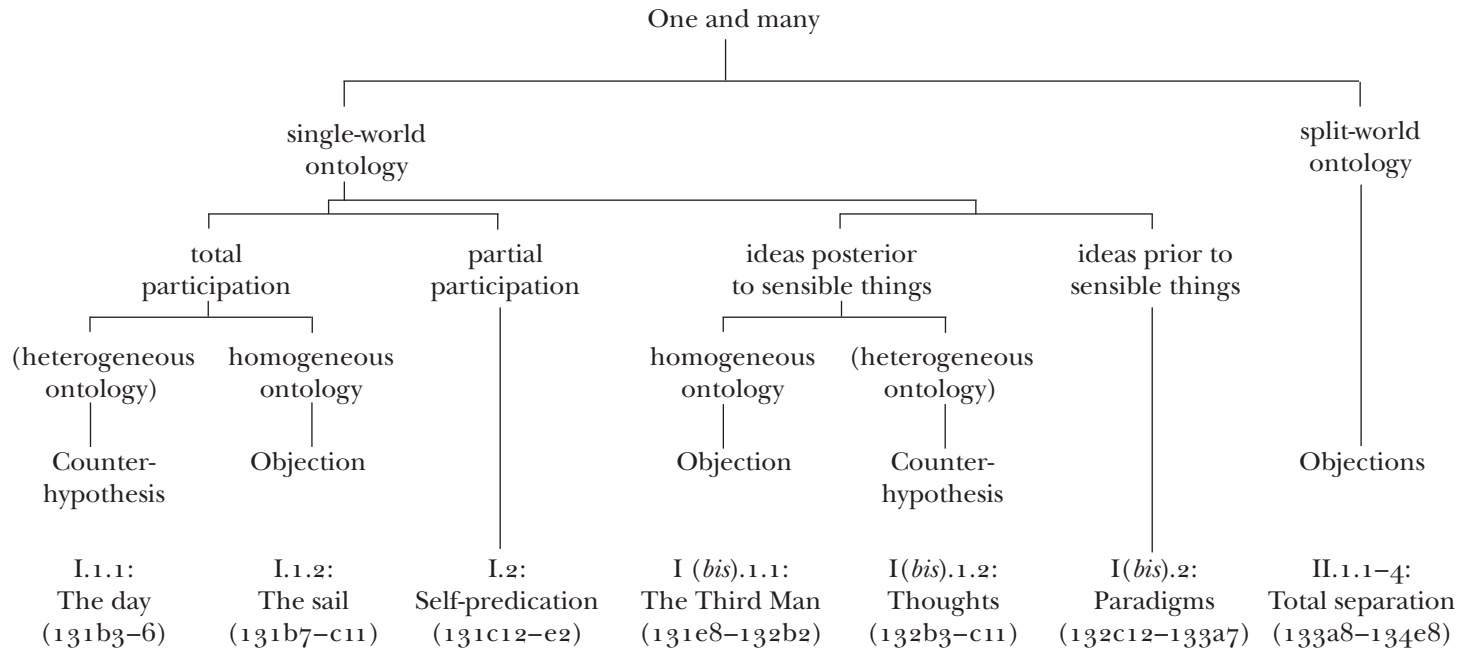 One and many
single-world
ontology
split-world
ontology
total
participation
partial
participation
ideas posterior
to sensible things
ideas prior to
sensible things
(heterogeneous
ontology)
homogeneous
ontology
homogeneous
ontology
(heterogeneous
ontology)
Counter-
hypothesis
Objection
Objection
Counter-
hypothesis
Objections
I.1.1:
The day
(131b3–6)
I.1.2:
The sail
(131b7–c11)
I.2:
Self-predication
(131c12–e2)
I (bis).1.1:
The Third Man
(131e8–132b2)
I(bis).1.2:
Thoughts
(132b3–c11)
I(bis).2:
Paradigms
(132c12–133a7)
II.1.1–4:
Total separation
(133a8–134e8)